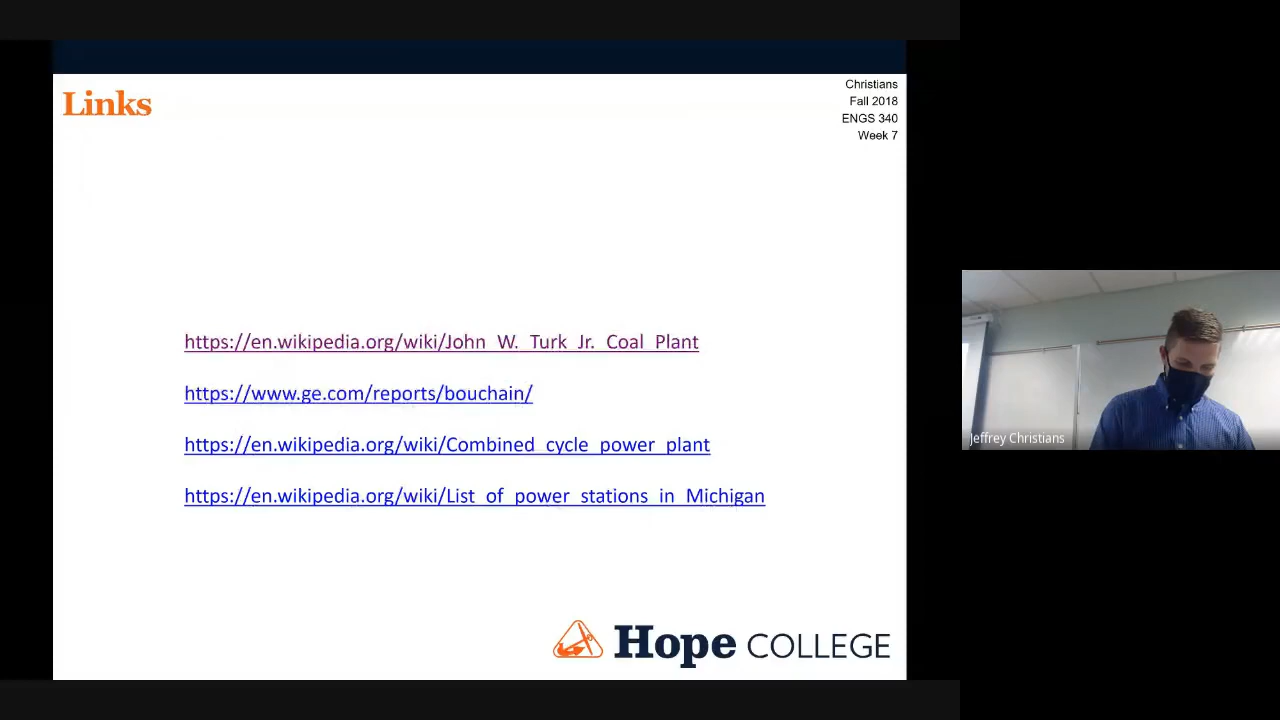 Links
Christians
Fall 2018
ENGS 340
Week 7
https://en.wikipedia.org/wiki/John_W._Turk_Jr._Coal_Plant
https://www.ge.com/reports/bouchain/
https://en.wikipedia.org/wiki/Combined_cycle_power_plant
https://en.wikipedia.org/wiki/List_of_power_stations_in_Michigan
Hope COLLEGE
Jeffrey Christians